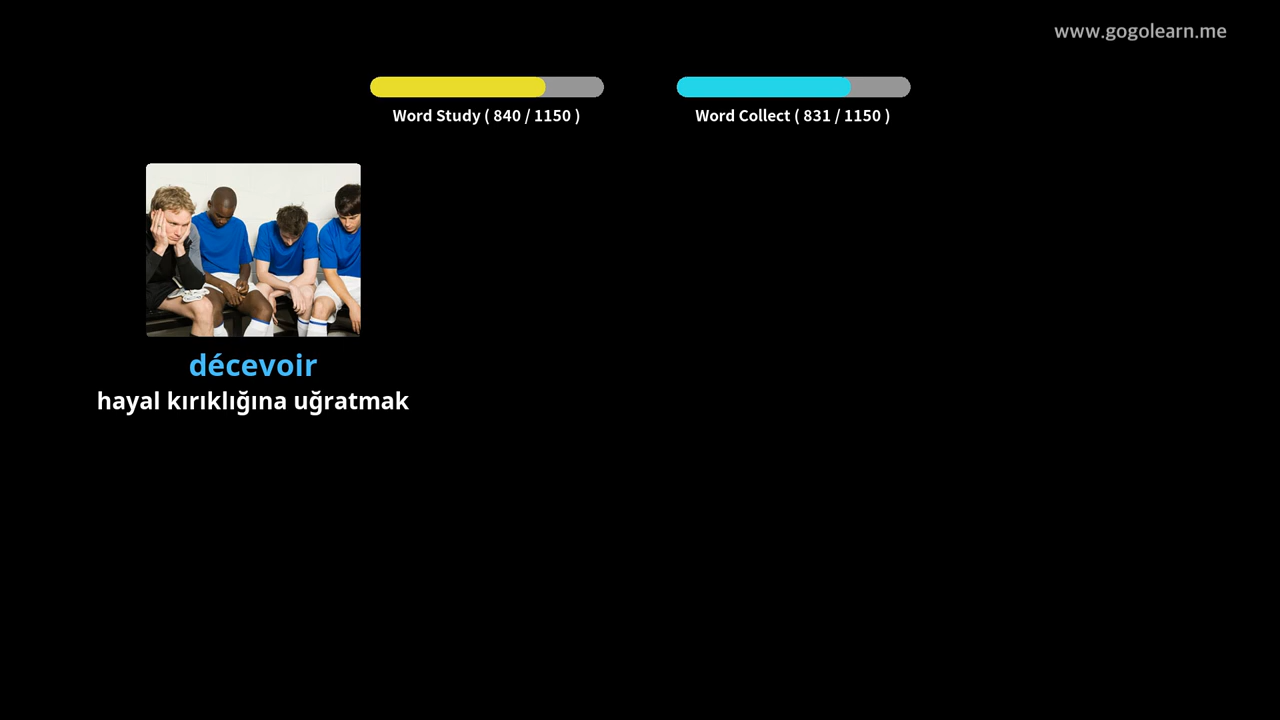 www.gogolearn.me
Word Study ( 840 / 1150 )
Word Collect ( 831 / 1150 )
décevoir
hayal kırıklığına uğratmak